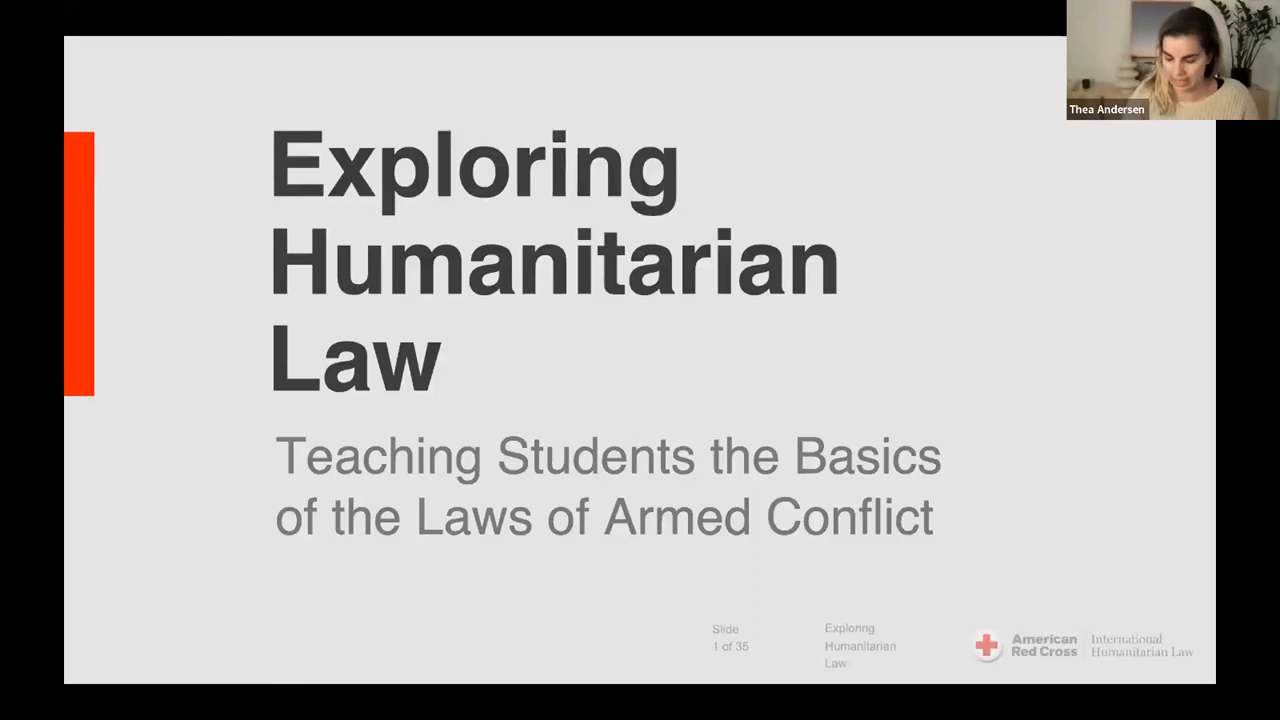 Thea Andersen
Exploring
Humanitarian
Law
Teaching Students the Basics
of the Laws of Armed Conflict
Slide
1 of 35
Exploring
Humanitarian
Law
American
Red Cross
International
Humanitarian Law